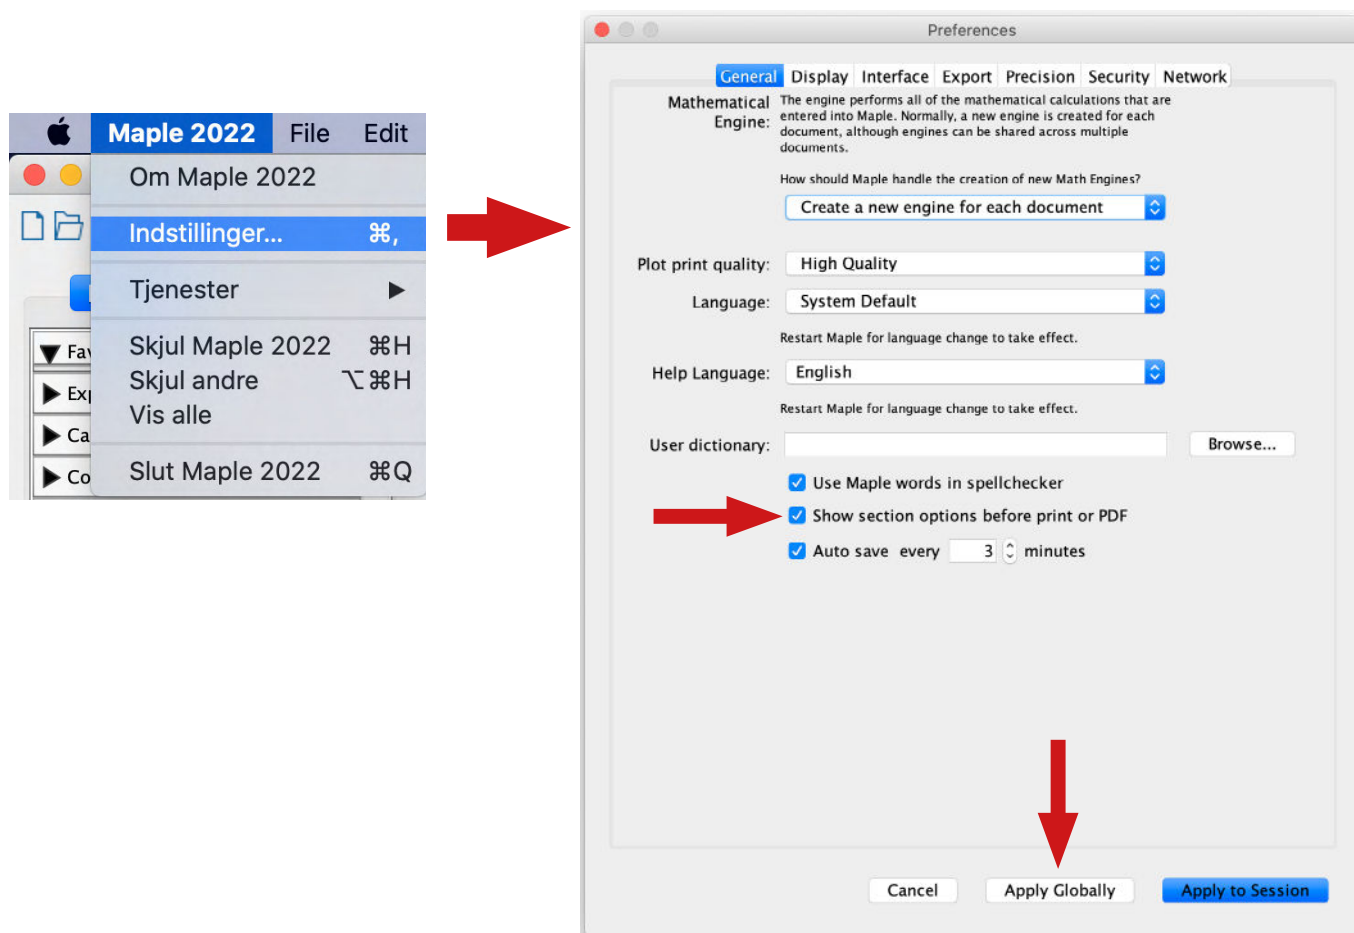 Maple 2022 File Edit
Om Maple 2022
Indstillinger... ⌘,
Tjenester ▶
Skjul Maple 2022 ⌘H
Skjul andre ⌥⌘H
Vis alle
Slut Maple 2022 ⌘Q
Fav
Ca
Co
Preferences
General Display Interface Export Precision Security Network
Mathematical Engine:
The engine performs all of the mathematical calculations that are
entered into Maple. Normally, a new engine is created for each
document, although engines can be shared across multiple
documents.
How should Maple handle the creation of new Math Engines?
Create a new engine for each document
Plot print quality: High Quality
Language: System Default
Restart Maple for language change to take effect.
Help Language: English
Restart Maple for language change to take effect.
User dictionary: Browse...
Use Maple words in spellchecker
Show section options before print or PDF
Auto save every 3 minutes
Cancel Apply Globally Apply to Session